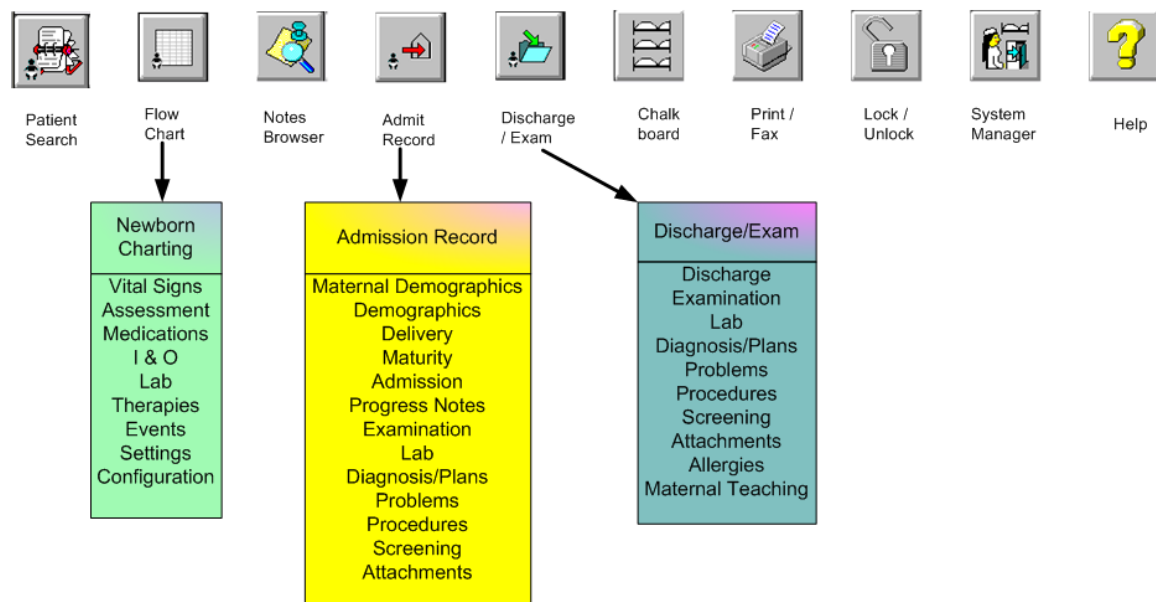 Patient
Search
Flow
Chart
Notes
Browser
Admit
Record
Discharge
/ Exam
Chalk
board
Print /
Fax
Lock /
Unlock
System
Manager
Help
Newborn
Charting
Vital Signs
Assessment
Medications
I & O
Lab
Therapies
Events
Settings
Configuration
Admission Record
Maternal Demographics
Demographics
Delivery
Maturity
Admission
Progress Notes
Examination
Lab
Diagnosis/Plans
Problems
Procedures
Screening
Attachments
Discharge/Exam
Discharge
Examination
Lab
Diagnosis/Plans
Problems
Procedures
Screening
Attachments
Allergies
Maternal Teaching